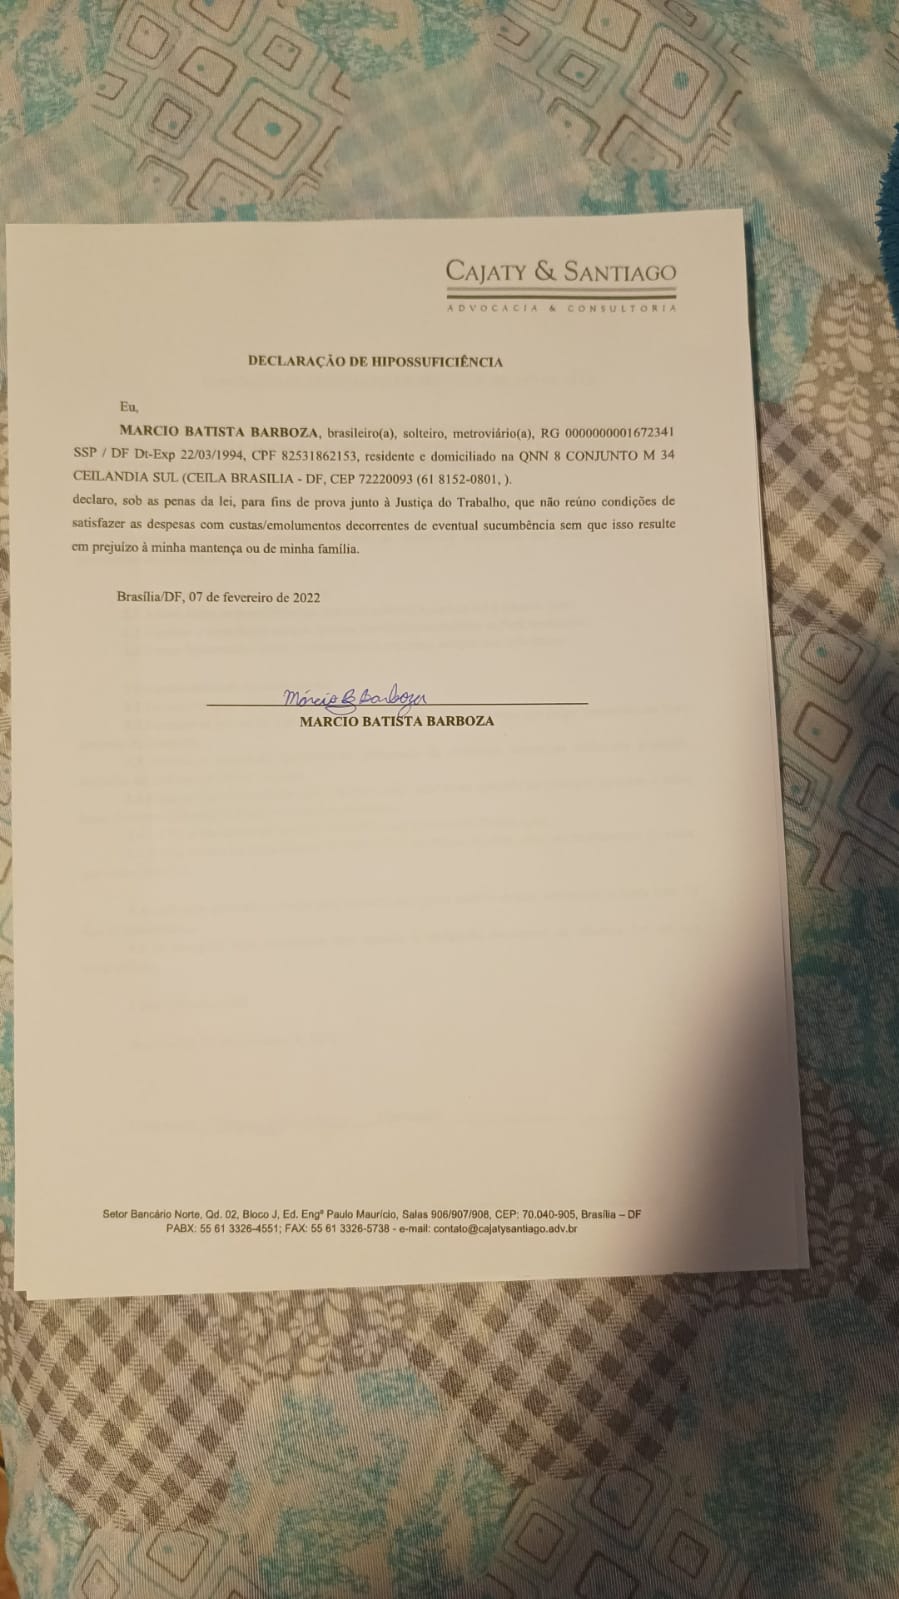 CAJATY & SANTIAGO
ADVOCACIA & CONSULTORIA
DECLARAÇÃO DE HIPOSSUFICIÊNCIA
Eu,
MARCIO BATISTA BARBOZA, brasileiro(a), solteiro, metroviário(a), RG 0000000001672341
SSP / DF Dt-Exp 22/03/1994, CPF 82531862153, residente e domiciliado na QNN 8 CONJUNTO M 34
CEILANDIA SUL (CEILA BRASILIA - DF, CEP 72220093 (61 8152-0801, ).
declaro, sob as penas da lei, para fins de prova junto à Justiça do Trabalho, que não reúno condições de
satisfazer as despesas com custas/emolumentos decorrentes de eventual sucumbência sem que isso resulte
em prejuízo à minha mantença ou de minha família.
Brasília/DF, 07 de fevereiro de 2022
Márcio B Barboza
MARCIO BATISTA BARBOZA
Setor Bancário Norte, Qd. 02, Bloco J, Ed. Engº Paulo Maurício, Salas 906/907/908, CEP: 70.040-905, Brasília – DF
PABX: 55 61 3326-4551; FAX: 55 61 3326-5738 - e-mail: contato@cajatysantiago.adv.br